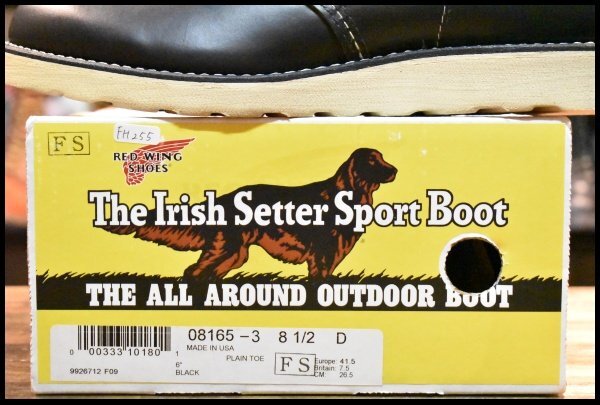 FS
FH255
RED WING
SHOES
The Irish Setter Sport Boot
THE ALL AROUND OUTDOOR BOOT
08165-3 8 1/2 D
MADE IN USA
PLAIN TOE
6"
BLACK
FS
Europe: 41.5
Britain: 7.5
CM: 26.5
0 00333 10180 1
9926712 F09